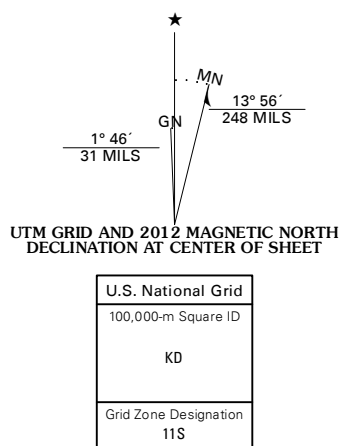 ★
MN
GN
13° 56´
248 MILS
1° 46´
31 MILS
UTM GRID AND 2012 MAGNETIC NORTH
DECLINATION AT CENTER OF SHEET
U.S. National Grid
100,000-m Square ID
KD
Grid Zone Designation
11S